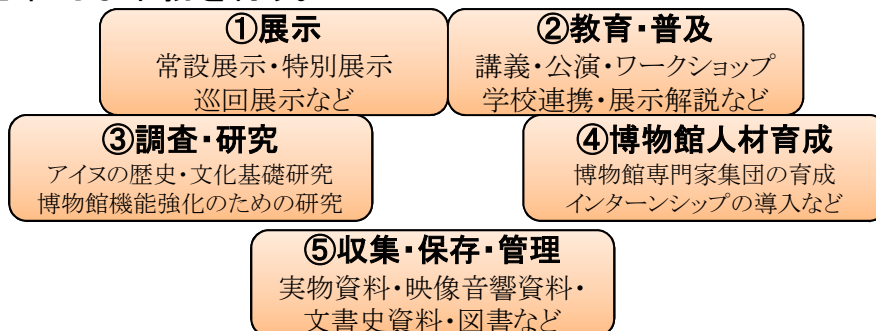 ①展示
常設展示・特別展示
巡回展示など
②教育・普及
講義・公演・ワークショップ
学校連携・展示解説など
③調査・研究
アイヌの歴史・文化基礎研究
博物館機能強化のための研究
④博物館人材育成
博物館専門家集団の育成
インターンシップの導入など
⑤収集・保存・管理
実物資料・映像音響資料・
文書史資料・図書など